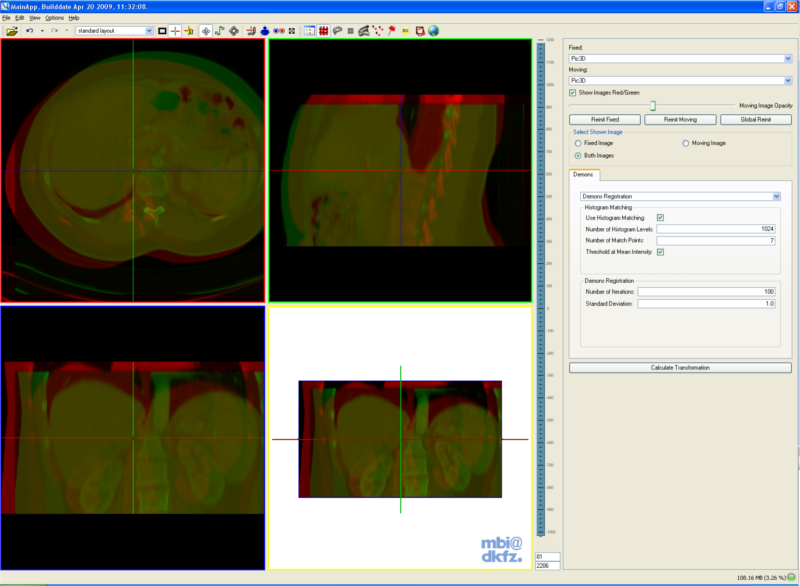 MainApp, Builddate Apr 20 2009, 11:32:08.
File Edit View Options Help
standard layout
Fixed:
Pic3D
Moving:
Pic3D
Show Images Red/Green
Moving Image Opacity
Reinit Fixed Reinit Moving Global Reinit
Select Shown Image
Fixed Image Moving Image
Both Images
Demons
Demons Registration
Histogram Matching
Use Histogram Matching:
Number of Histogram Levels: 1024
Number of Match Points: 7
Threshold at Mean Intensity:
Demons Registration
Number of Iterations: 100
Standard Deviation: 1.0
Calculate Transformation
mbi@
dkfz.
81
2206
108.16 MB (3.26 %)